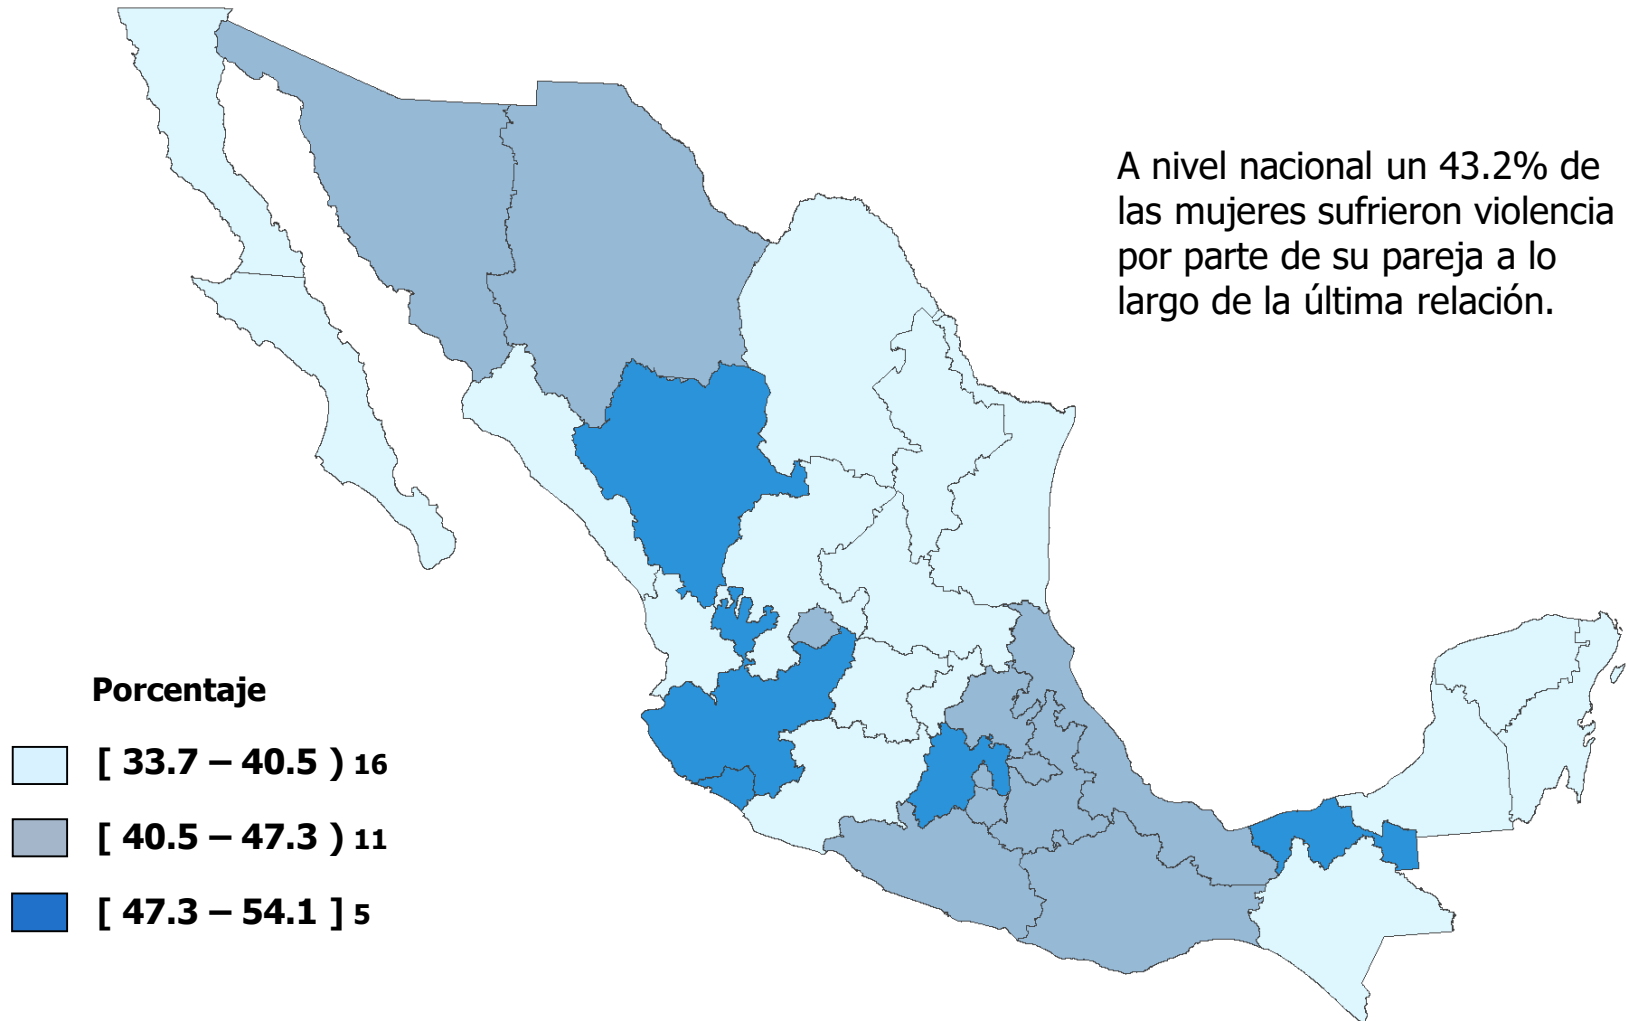 A nivel nacional un 43.2% de
las mujeres sufrieron violencia
por parte de su pareja a lo
largo de la última relación.
Porcentaje
[ 33.7 – 40.5 ) 16
[ 40.5 – 47.3 ) 11
[ 47.3 – 54.1 ] 5